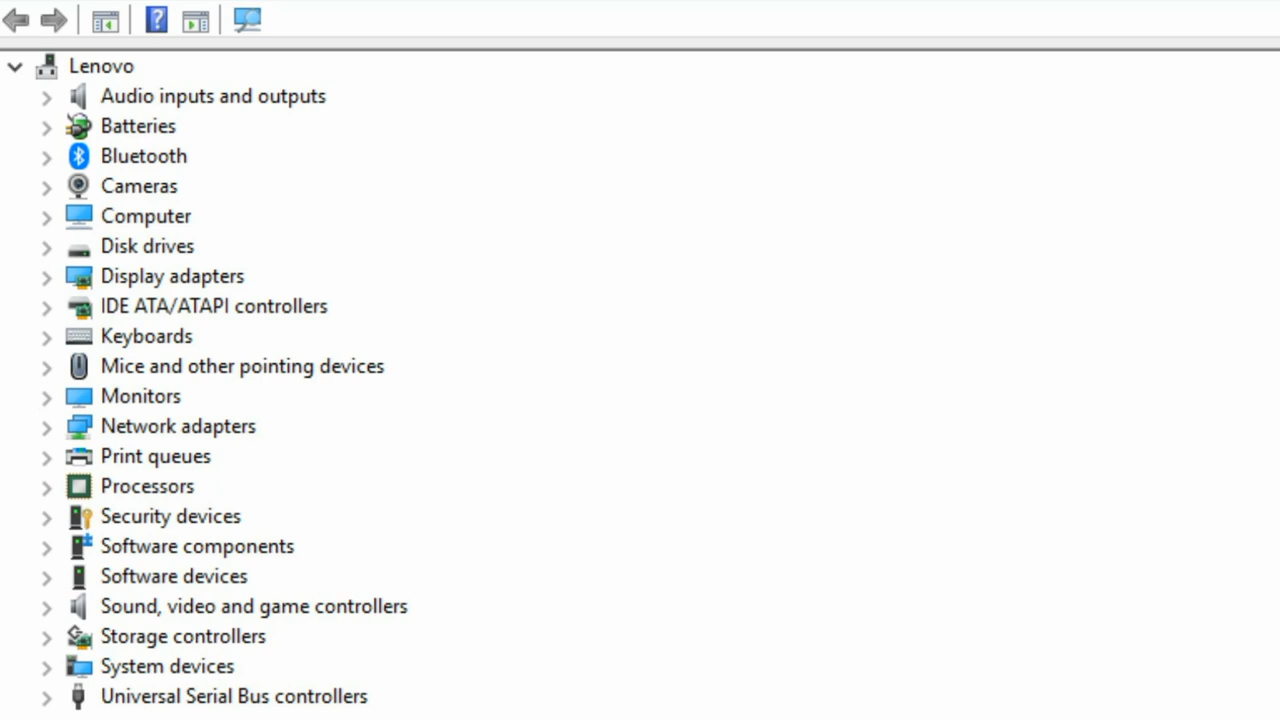 Lenovo
Audio inputs and outputs
Batteries
Bluetooth
Cameras
Computer
Disk drives
Display adapters
IDE ATA/ATAPI controllers
Keyboards
Mice and other pointing devices
Monitors
Network adapters
Print queues
Processors
Security devices
Software components
Software devices
Sound, video and game controllers
Storage controllers
System devices
Universal Serial Bus controllers